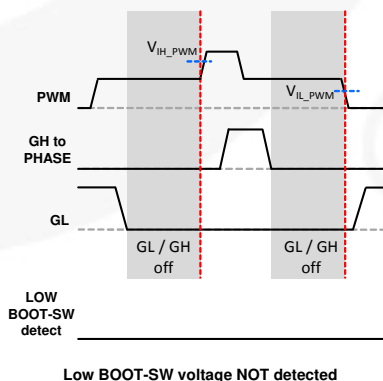 V_IH_PWM
V_IL_PWM
PWM
GH to
PHASE
GL
GL / GH
off
GL / GH
off
LOW
BOOT-SW
detect
Low BOOT-SW voltage NOT detected